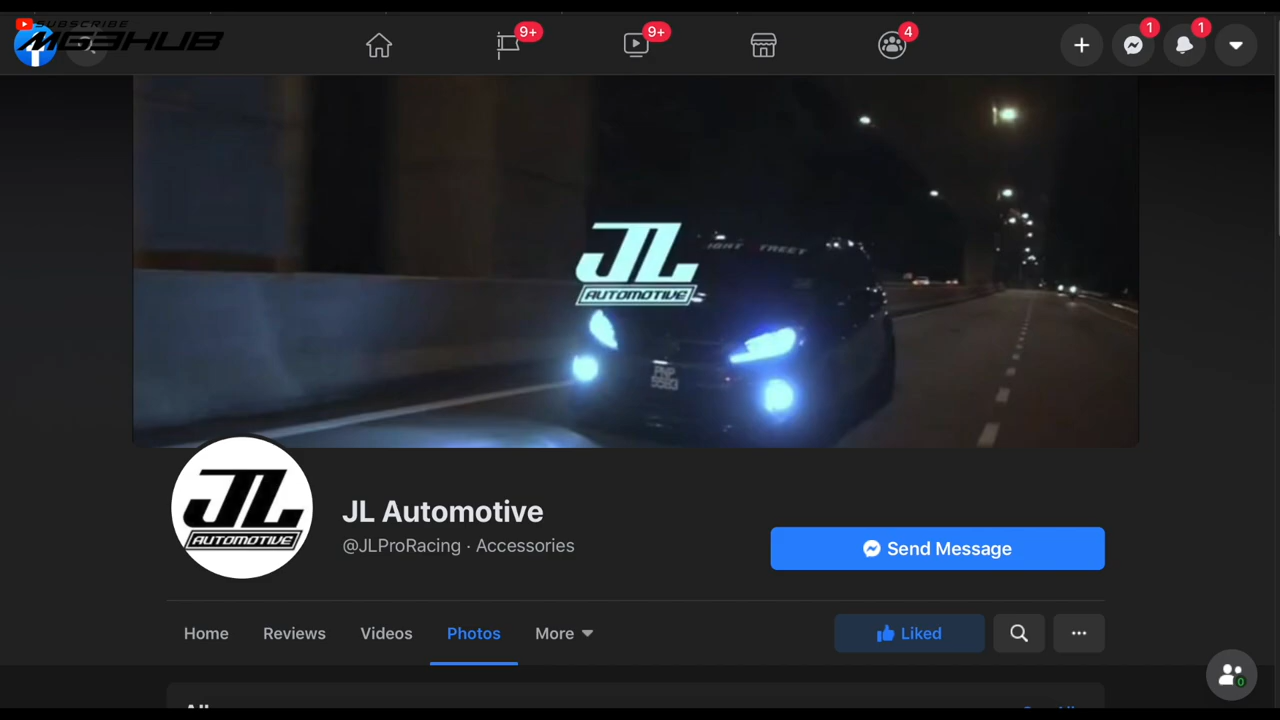 SUBSCRIBE
MG3HUB
9+
9+
4
1
1
JL
AUTOMOTIVE
JL
AUTOMOTIVE
JL Automotive
@JLProRacing · Accessories
Send Message
Home
Reviews
Videos
Photos
More
Liked
0